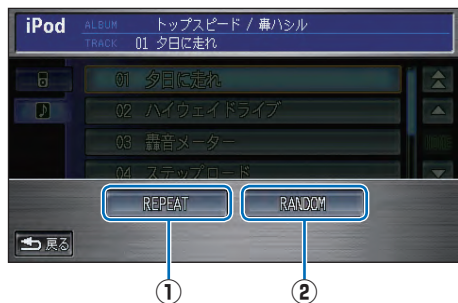 iPod
ALBUM トップスピード / 轟ハシル
TRACK 01 夕日に走れ
01 夕日に走れ
02 ハイウェイドライブ
03 轟音メーター
04 ステップロード
REPEAT RANDOM
戻る
① ②